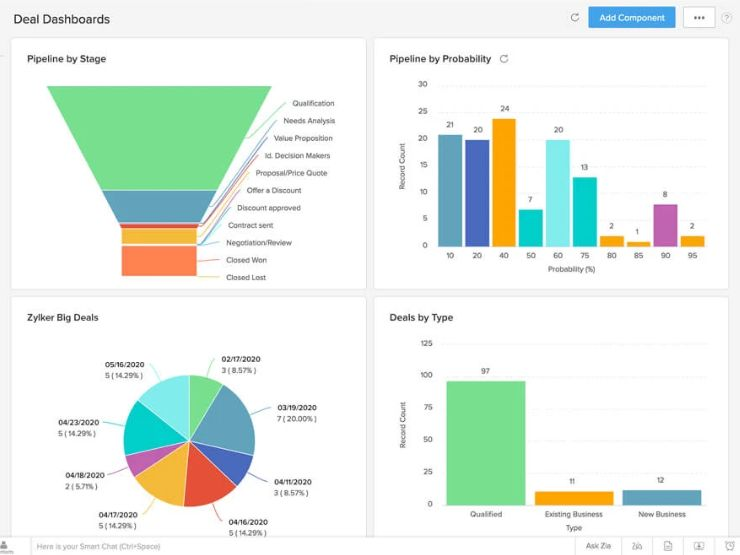 Deal Dashboards
Add Component
?
Pipeline by Stage
Qualification
Needs Analysis
Value Proposition
Id. Decision Makers
Proposal/Price Quote
Offer a Discount
Discount approved
Contract sent
Negotiation/Review
Closed Won
Closed Lost
Pipeline by Probability
Record Count
30
25
20
15
10
5
0
21
20
24
7
20
13
2
1
8
2
10 20 40 50 60 75 80 85 90 95
Probability (%)
Zylker Big Deals
02/17/2020
3 ( 8.57% )
03/19/2020
7 ( 20.00% )
04/11/2020
3 ( 8.57% )
04/16/2020
5 ( 14.29% )
04/17/2020
5 ( 14.29% )
04/18/2020
2 ( 5.71% )
04/23/2020
5 ( 14.29% )
05/16/2020
5 ( 14.29% )
Deals by Type
Record Count
125
100
75
50
25
0
97
11
12
Qualified Existing Business New Business
Type
Here is your Smart Chat (Ctrl+Space)
Ask Zia